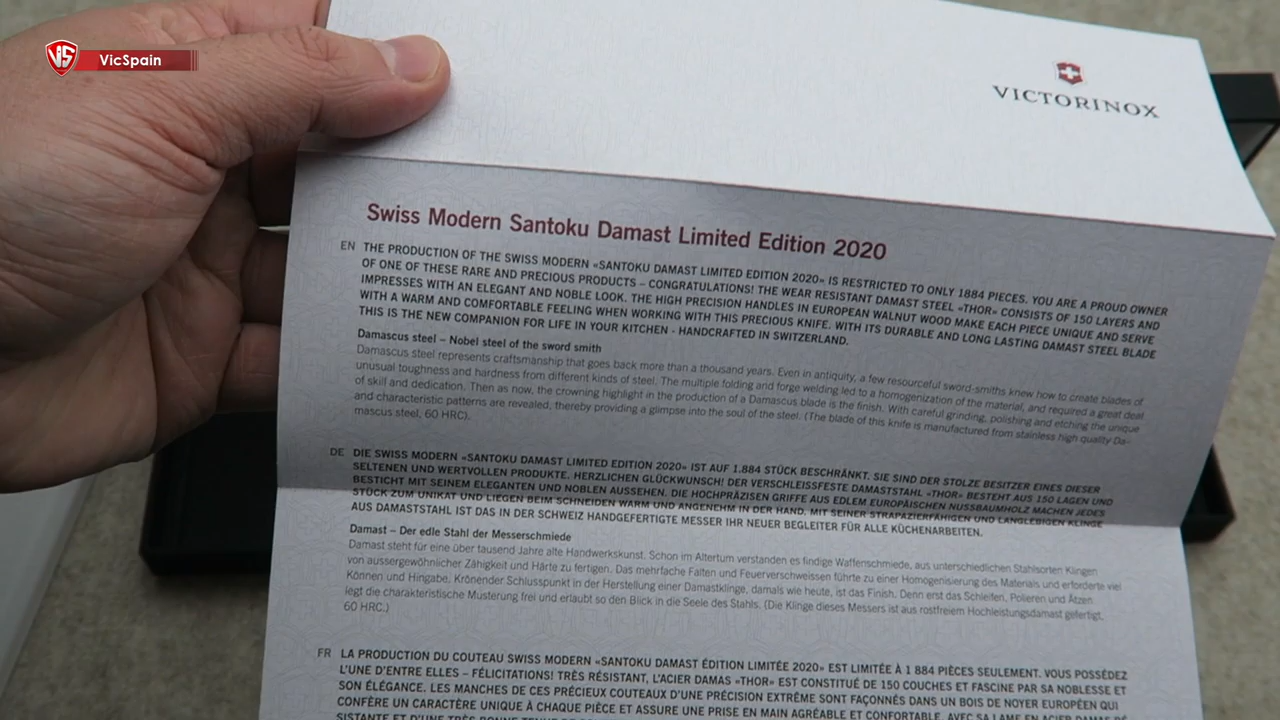 VS
VicSpain
VICTORINOX
Swiss Modern Santoku Damast Limited Edition 2020
EN THE PRODUCTION OF THE SWISS MODERN «SANTOKU DAMAST LIMITED EDITION 2020» IS RESTRICTED TO ONLY 1884 PIECES. YOU ARE A PROUD OWNER
OF ONE OF THESE RARE AND PRECIOUS PRODUCTS – CONGRATULATIONS! THE WEAR RESISTANT DAMAST STEEL «THOR» CONSISTS OF 150 LAYERS AND
IMPRESSES WITH AN ELEGANT AND NOBLE LOOK. THE HIGH PRECISION HANDLES IN EUROPEAN WALNUT WOOD MAKE EACH PIECE UNIQUE AND SERVE
WITH A WARM AND COMFORTABLE FEELING WHEN WORKING WITH THIS PRECIOUS KNIFE. WITH ITS DURABLE AND LONG LASTING DAMAST STEEL BLADE
THIS IS THE NEW COMPANION FOR LIFE IN YOUR KITCHEN - HANDCRAFTED IN SWITZERLAND.
Damascus steel – Nobel steel of the sword smith
Damascus steel represents craftsmanship that goes back more than a thousand years. Even in antiquity, a few resourceful sword-smiths knew how to create blades of
unusual toughness and hardness from different kinds of steel. The multiple folding and forge welding led to a homogenization of the material, and required a great deal
of skill and dedication. Then as now, the crowning highlight in the production of a Damascus blade is the finish. With careful grinding, polishing and etching the unique
and characteristic patterns are revealed, thereby providing a glimpse into the soul of the steel. (The blade of this knife is manufactured from stainless high quality Da-
mascus steel, 60 HRC).
DE DIE SWISS MODERN «SANTOKU DAMAST LIMITED EDITION 2020» IST AUF 1.884 STÜCK BESCHRÄNKT. SIE SIND DER STOLZE BESITZER EINES DIESER
SELTENEN UND WERTVOLLEN PRODUKTE. HERZLICHEN GLÜCKWUNSCH! DER VERSCHLEISSFESTE DAMASTSTAHL «THOR» BESTEHT AUS 150 LAGEN UND
BESTICHT MIT SEINEM ELEGANTEN UND NOBLEN AUSSEHEN. DIE HOCHPRÄZISEN GRIFFE AUS EDLEM EUROPÄISCHEN NUSSBAUMHOLZ MACHEN JEDES
STÜCK ZUM UNIKAT UND LIEGEN BEIM SCHNEIDEN WARM UND ANGENEHM IN DER HAND. MIT SEINER STRAPAZIERFÄHIGEN UND LANGLEBIGEN KLINGE
AUS DAMASTSTAHL IST DAS IN DER SCHWEIZ HANDGEFERTIGTE MESSER IHR NEUER BEGLEITER FÜR ALLE KÜCHENARBEITEN.
Damast – Der edle Stahl der Messerschmiede
Damast steht für eine über tausend Jahre alte Handwerkskunst. Schon im Altertum verstanden es findige Waffenschmiede, aus unterschiedlichen Stahlsorten Klingen
von aussergewöhnlicher Zähigkeit und Härte zu fertigen. Das mehrfache Falten und Feuerverschweissen führte zu einer Homogenisierung des Materials und erforderte viel
Können und Hingabe. Krönender Schlusspunkt in der Herstellung einer Damastklinge, damals wie heute, ist das Finish. Denn erst das Schleifen, Polieren und Ätzen
legt die charakteristische Musterung frei und erlaubt so den Blick in die Seele des Stahls. (Die Klinge dieses Messers ist aus rostfreiem Hochleistungsdamast gefertigt,
60 HRC.)
FR LA PRODUCTION DU COUTEAU SWISS MODERN «SANTOKU DAMAST ÉDITION LIMITÉE 2020» EST LIMITÉE À 1 884 PIÈCES SEULEMENT. VOUS POSSÉDEZ
L'UNE D'ENTRE ELLES – FÉLICITATIONS! TRÈS RÉSISTANT, L'ACIER DAMAS «THOR» EST CONSTITUÉ DE 150 COUCHES ET FASCINE PAR SA NOBLESSE ET
SON ÉLÉGANCE. LES MANCHES DE CES PRÉCIEUX COUTEAUX D'UNE PRÉCISION EXTRÊME SONT FAÇONNÉS DANS UN BOIS DE NOYER EUROPÉEN QUI
CONFÈRE UN CARACTÈRE UNIQUE À CHAQUE PIÈCE ET ASSURE UNE PRISE EN MAIN AGRÉABLE ET CONFORTABLE. AVEC SA LAME EN ACIER